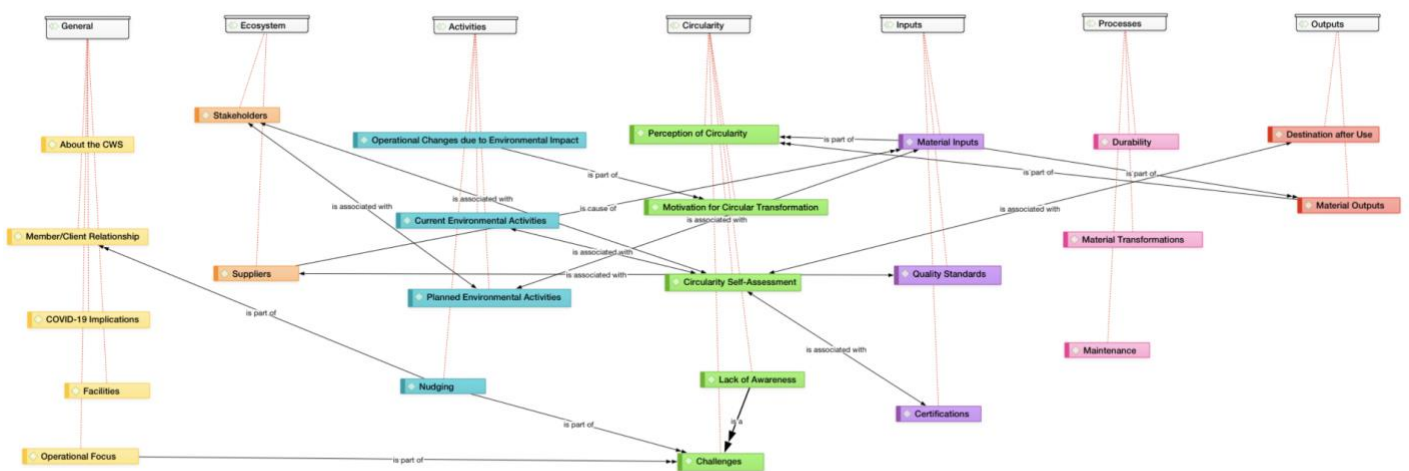 General
Ecosystem
Activities
Circularity
Inputs
Processes
Outputs
Stakeholders
About the CWS
Operational Changes due to Environmental Impact
Perception of Circularity
is part of
Material Inputs
Durability
Destination after Use
is part of
is part of
is part of
is associated with
is associated with
is cause of
Motivation for Circular Transformation
is associated with
is associated with
Material Outputs
Current Environmental Activities
Member/Client Relationship
Material Transformations
is associated with
Suppliers
is associated with
Circularity Self-Assessment
Quality Standards
Planned Environmental Activities
is part of
COVID-19 Implications
is associated with
Maintenance
Facilities
Nudging
Lack of Awareness
Certifications
is part of
is a
Operational Focus
is part of
Challenges